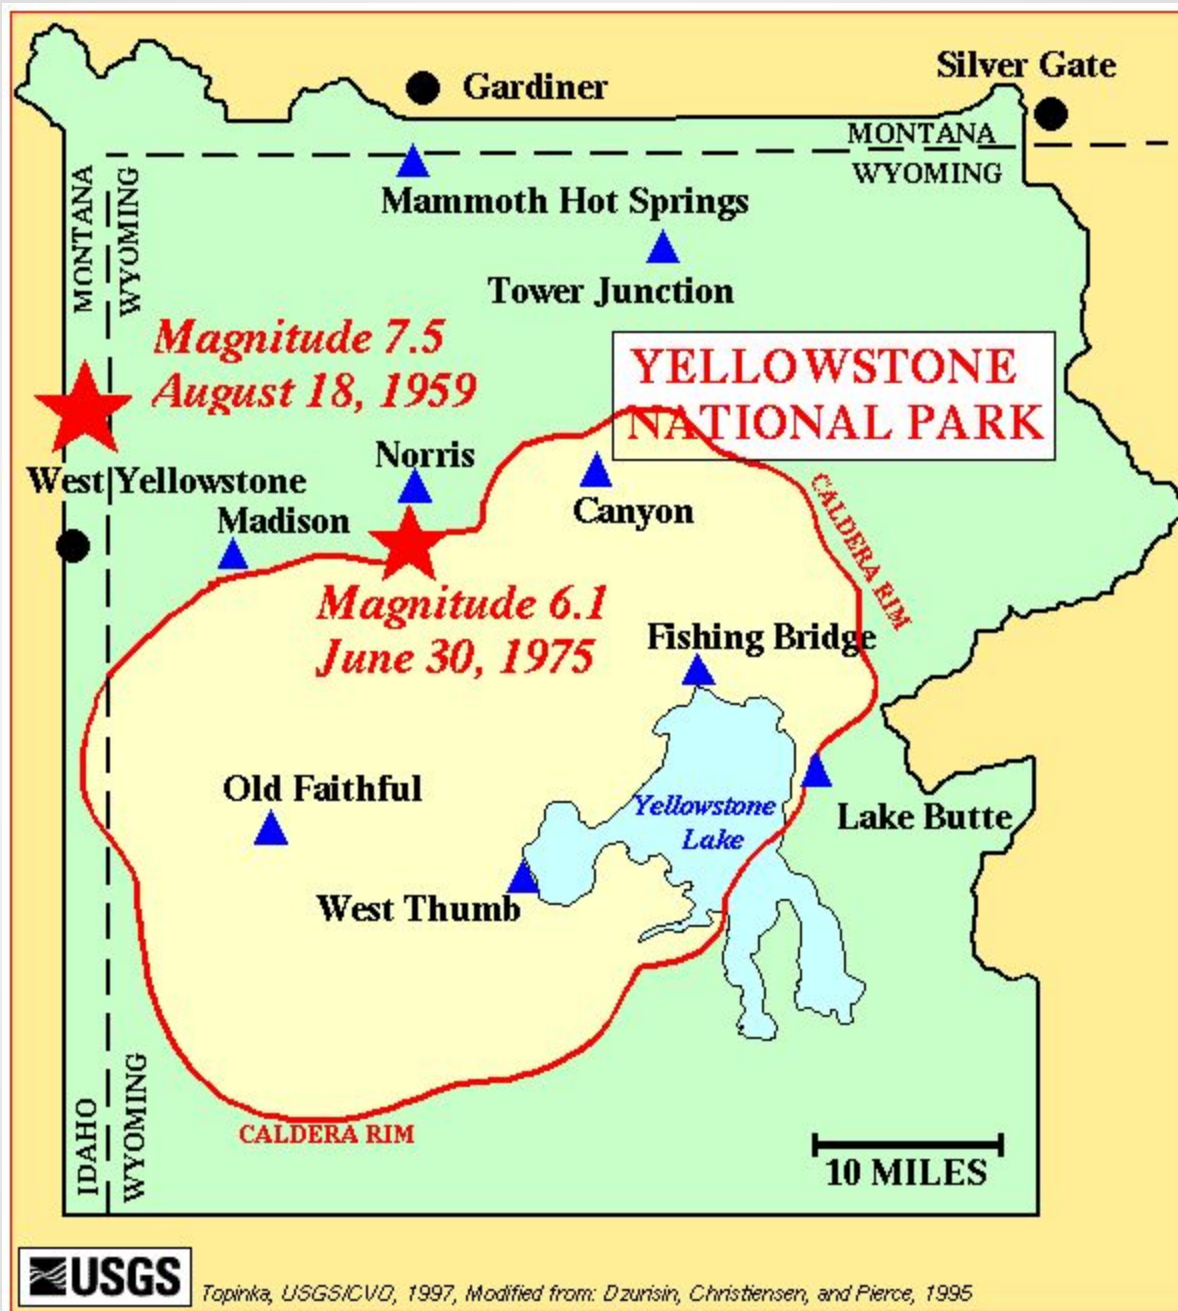 Silver Gate
Gardiner
MONTANA
WYOMING
Mammoth Hot Springs
MONTANA
WYOMING
Tower Junction
Magnitude 7.5
August 18, 1959
YELLOWSTONE
NATIONAL PARK
Norris
West Yellowstone
Canyon
Madison
CALDERA RIM
Magnitude 6.1
June 30, 1975
Fishing Bridge
Old Faithful
Yellowstone
Lake
Lake Butte
West Thumb
IDAHO
WYOMING
CALDERA RIM
10 MILES
USGS
Topinka, USGS/CVO, 1997, Modified from: Dzurisin, Christiensen, and Pierce, 1995